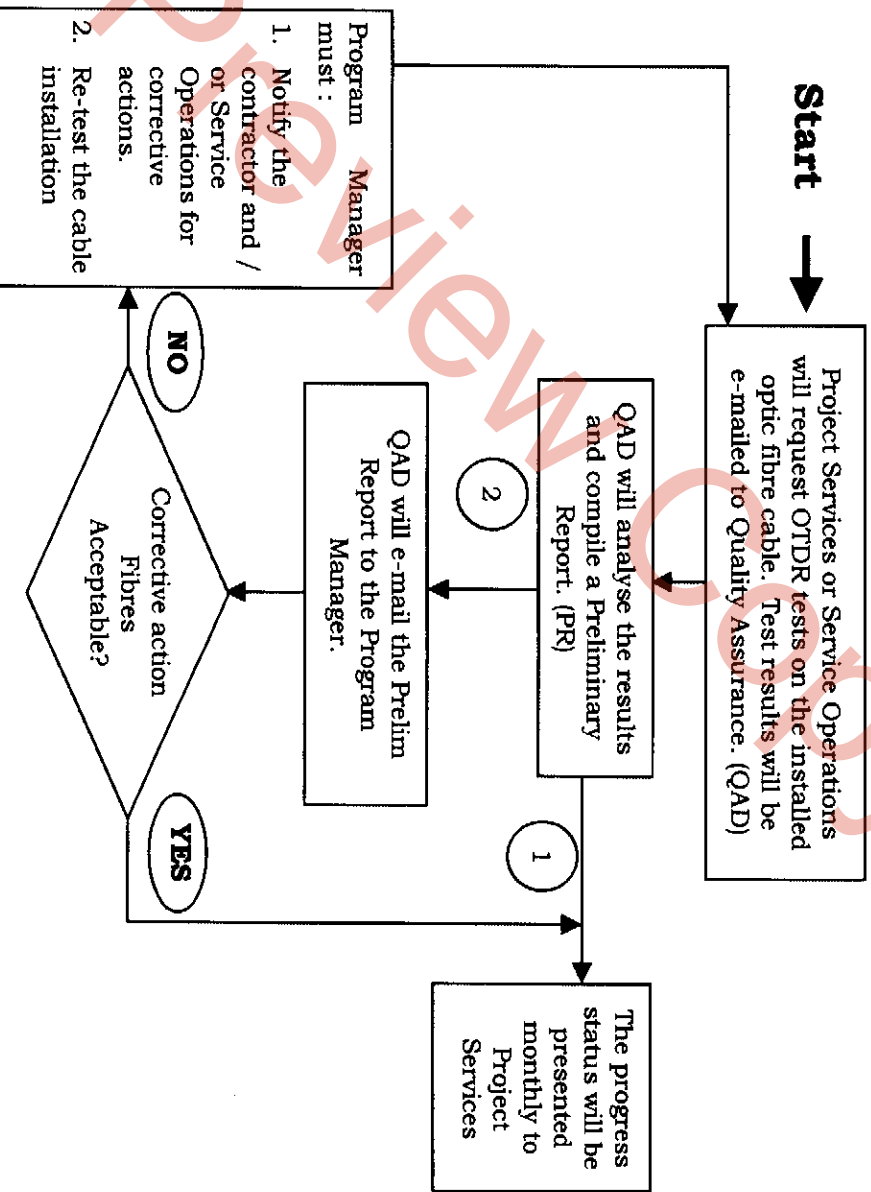 Start
Project Services or Service Operations
will request OTDR tests on the installed
optic fibre cable. Test results will be
e-mailed to Quality Assurance. (QAD)
QAD will analyse the results
and compile a Preliminary
Report. (PR)
1
2
The progress
status will be
presented
monthly to
Project
Services
QAD will e-mail the Prelim
Report to the Program
Manager.
Corrective action
Fibres
Acceptable?
NO
YES
Program Manager
must :
1. Notify the
contractor and /
or Service
Operations for
corrective
actions.
2. Re-test the cable
installation
Preview Copy